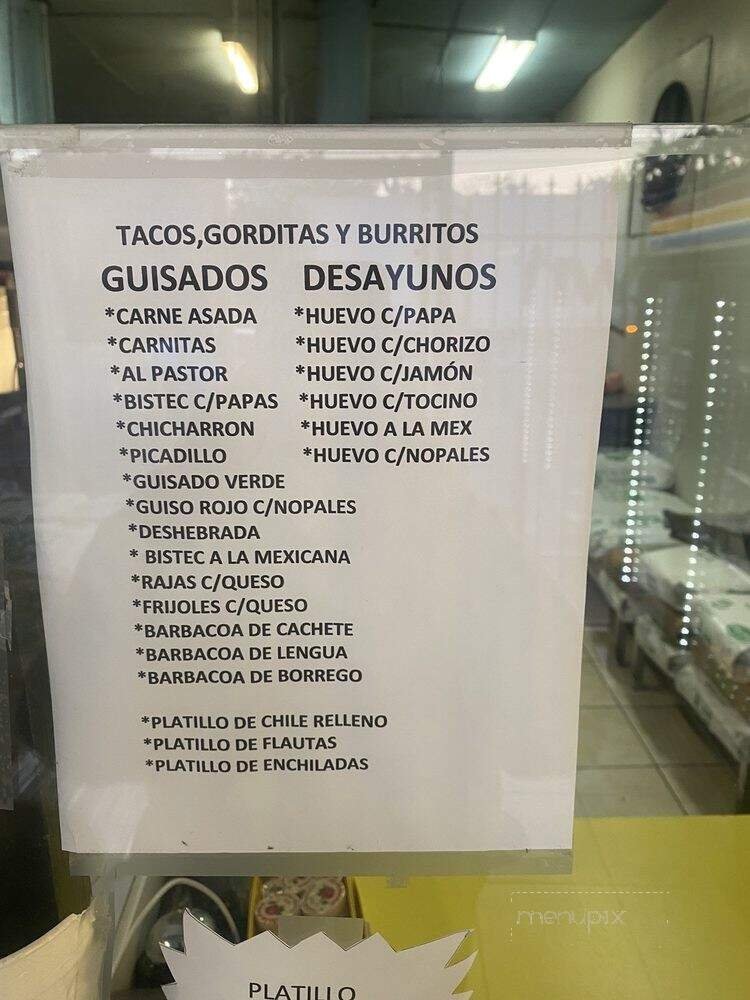 TACOS,GORDITAS Y BURRITOS
GUISADOS DESAYUNOS
*CARNE ASADA *HUEVO C/PAPA
*CARNITAS *HUEVO C/CHORIZO
*AL PASTOR *HUEVO C/JAMÓN
*BISTEC C/PAPAS *HUEVO C/TOCINO
*CHICHARRON *HUEVO A LA MEX
*PICADILLO *HUEVO C/NOPALES
*GUISADO VERDE
*GUISO ROJO C/NOPALES
*DESHEBRADA
* BISTEC A LA MEXICANA
*RAJAS C/QUESO
*FRIJOLES C/QUESO
*BARBACOA DE CACHETE
*BARBACOA DE LENGUA
*BARBACOA DE BORREGO
*PLATILLO DE CHILE RELLENO
*PLATILLO DE FLAUTAS
*PLATILLO DE ENCHILADAS
menupix
PLATILLO